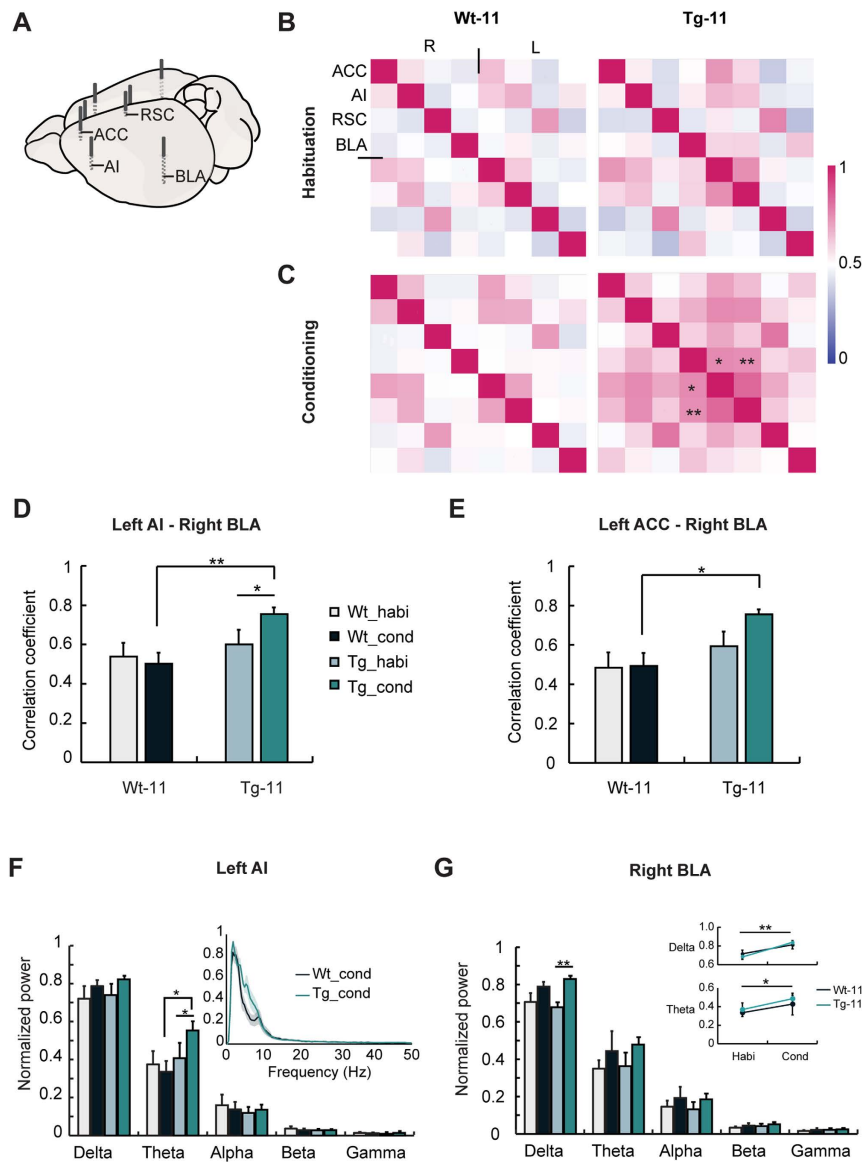 A
ACC
AI
RSC
BLA
B
Wt-11
Tg-11
R
L
ACC
AI
RSC
BLA
Habituation
1
0.5
0
C
Conditioning
*
**
*
**
D
Left AI - Right BLA
Correlation coefficient
1
0.8
0.6
0.4
0.2
0
**
*
Wt-11
Tg-11
Wt_habi
Wt_cond
Tg_habi
Tg_cond
E
Left ACC - Right BLA
Correlation coefficient
1
0.8
0.6
0.4
0.2
0
*
Wt-11
Tg-11
F
Left AI
Normalized power
1
0.8
0.6
0.4
0.2
0
*
*
Delta
Theta
Alpha
Beta
Gamma
1
0.8
0.6
0.4
0.2
0
0
10
20
30
40
50
Frequency (Hz)
Wt_cond
Tg_cond
G
Right BLA
Normalized power
1
0.8
0.6
0.4
0.2
0
**
Delta
Theta
Alpha
Beta
Gamma
Delta
1.0
0.8
0.6
**
Theta
0.6
0.4
0.2
0
*
Habi
Cond
Wt-11
Tg-11